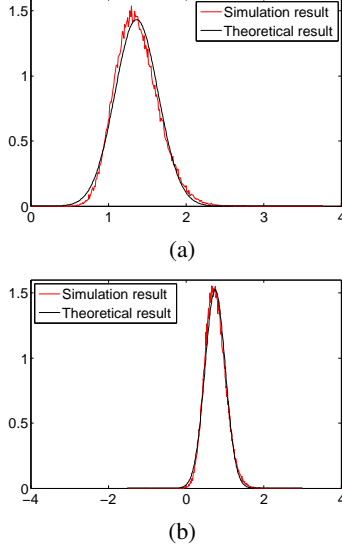 1.5
1
0.5
0
0 1 2 3 4
Simulation result
Theoretical result
(a)
1.5
1
0.5
0
−4 −2 0 2 4
Simulation result
Theoretical result
(b)